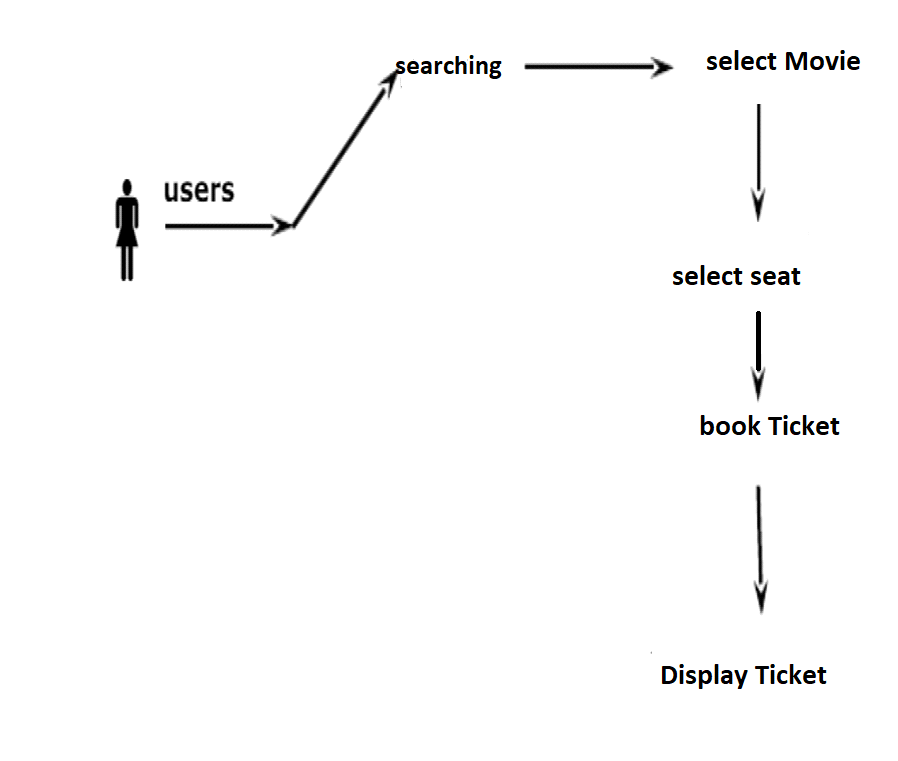 users
searching
select Movie
select seat
book Ticket
Display Ticket